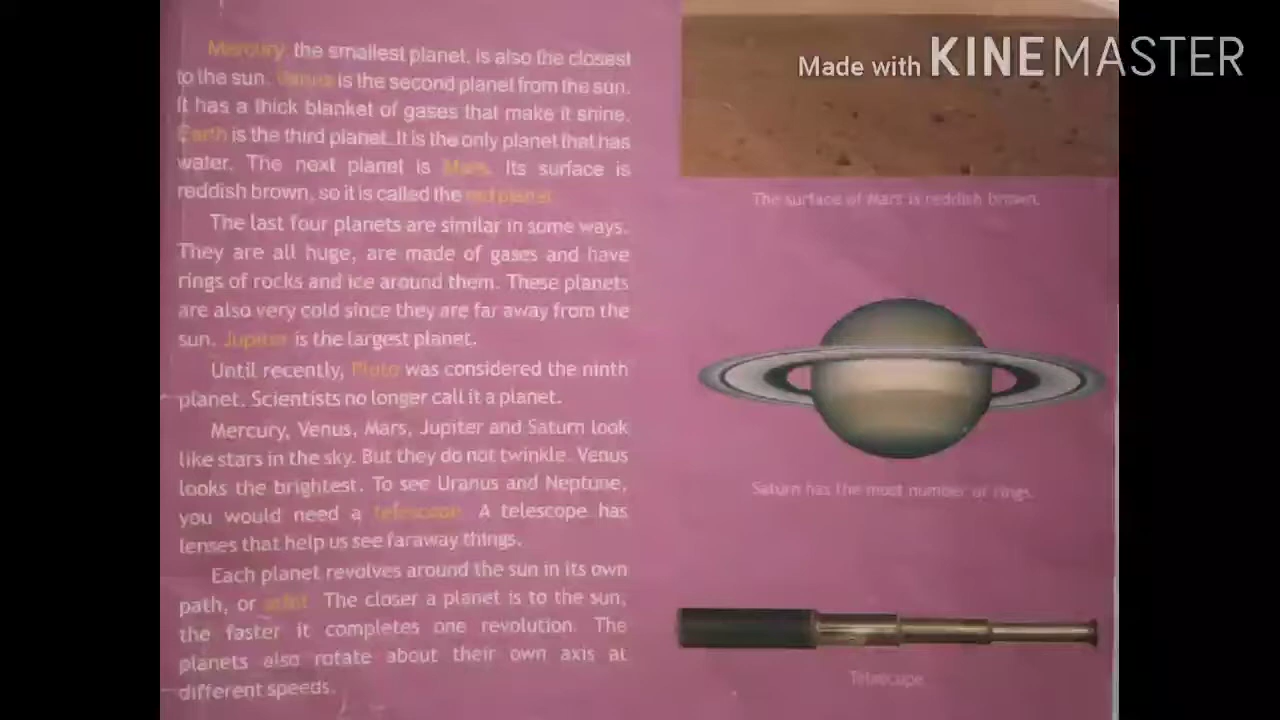 Mercury, the smallest planet, is also the closest
to the sun. Venus is the second planet from the sun.
It has a thick blanket of gases that make it shine.
Earth is the third planet. It is the only planet that has
water. The next planet is Mars. Its surface is
reddish brown, so it is called the red planet.
The last four planets are similar in some ways.
They are all huge, are made of gases and have
rings of rocks and ice around them. These planets
are also very cold since they are far away from the
sun. Jupiter is the largest planet.
Until recently, Pluto was considered the ninth
planet. Scientists no longer call it a planet.
Mercury, Venus, Mars, Jupiter and Saturn look
like stars in the sky. But they do not twinkle. Venus
looks the brightest. To see Uranus and Neptune,
you would need a telescope. A telescope has
lenses that help us see faraway things.
Each planet revolves around the sun in its own
path, or orbit. The closer a planet is to the sun,
the faster it completes one revolution. The
planets also rotate about their own axis at
different speeds.
Made with KINEMASTER
The surface of Mars is reddish brown.
Saturn has the most number of rings.
Telescope